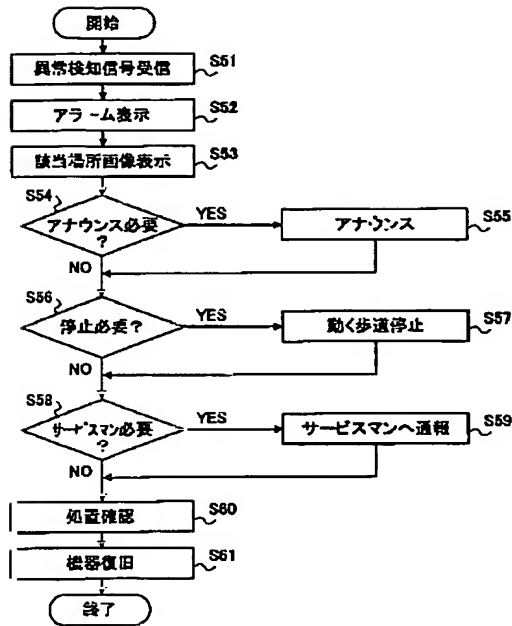 開始
異常検知信号受信 S51
アラーム表示 S52
該当場所画像表示 S53
S54
アナウンス必要
?
YES
アナウンス S55
NO
S56
停止必要?
YES
動く歩道停止 S57
NO
S58
サービスマン必要
?
YES
サービスマンへ通報 S59
NO
処置確認 S60
機器復旧 S61
終了